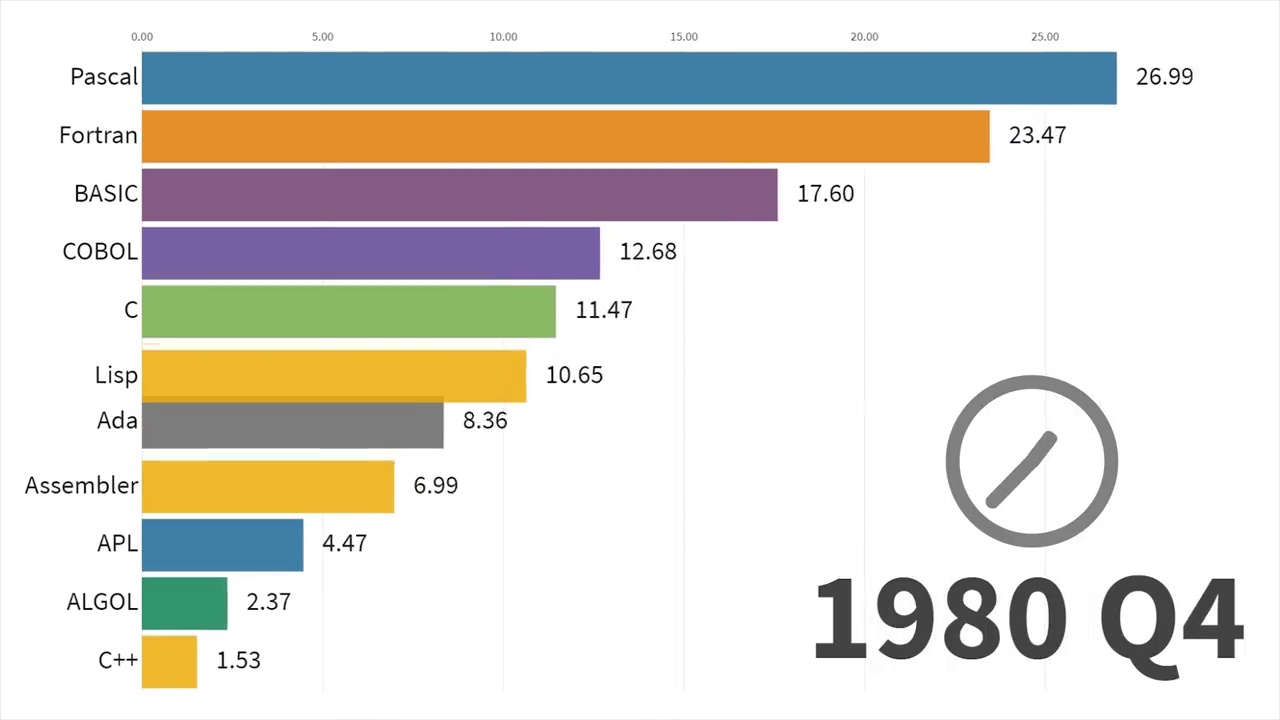 0.00 5.00 10.00 15.00 20.00 25.00
Pascal 26.99
Fortran 23.47
BASIC 17.60
COBOL 12.68
C 11.47
Lisp 10.65
Ada 8.36
Assembler 6.99
APL 4.47
ALGOL 2.37
C++ 1.53
1980 Q4